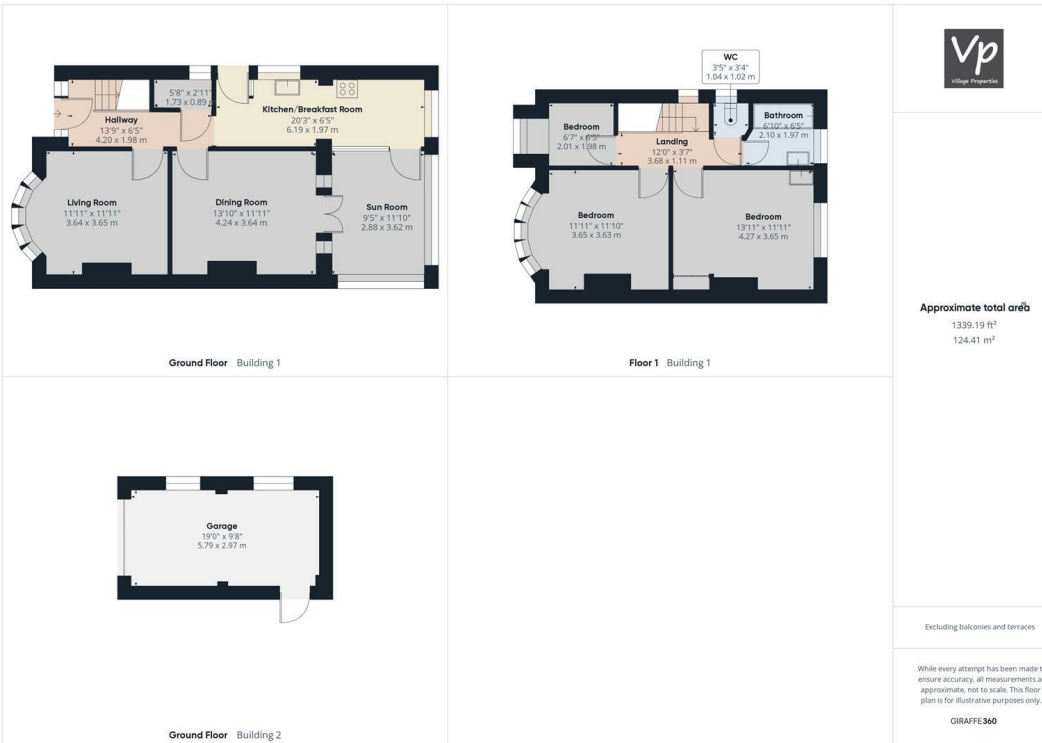 5'8" x 2'11"
1.73 x 0.89
Hallway
13'9" x 6'5"
4.20 x 1.98 m
Kitchen/Breakfast Room
20'3" x 6'5"
6.19 x 1.97 m
Living Room
11'11" x 11'11"
3.64 x 3.65 m
Dining Room
13'10" x 11'11"
4.24 x 3.64 m
Sun Room
9'5" x 11'10"
2.88 x 3.62 m
Ground Floor Building 1
WC
3'5" x 3'4"
1.04 x 1.02 m
Bedroom
6'7" x 6'5"
2.01 x 1.98 m
Landing
12'0" x 3'7"
3.68 x 1.11 m
Bathroom
6'10" x 6'5"
2.10 x 1.97 m
Bedroom
11'11" x 11'10"
3.65 x 3.63 m
Bedroom
13'11" x 11'11"
4.27 x 3.65 m
Floor 1 Building 1
Garage
19'0" x 9'8"
5.79 x 2.97 m
Ground Floor Building 2
Vp
Village Properties
Approximate total area
1339.19 ft²
124.41 m²
Excluding balconies and terraces
While every attempt has been made t
ensure accuracy, all measurements a
approximate, not to scale. This floor
plan is for illustrative purposes only.
GIRAFFE360